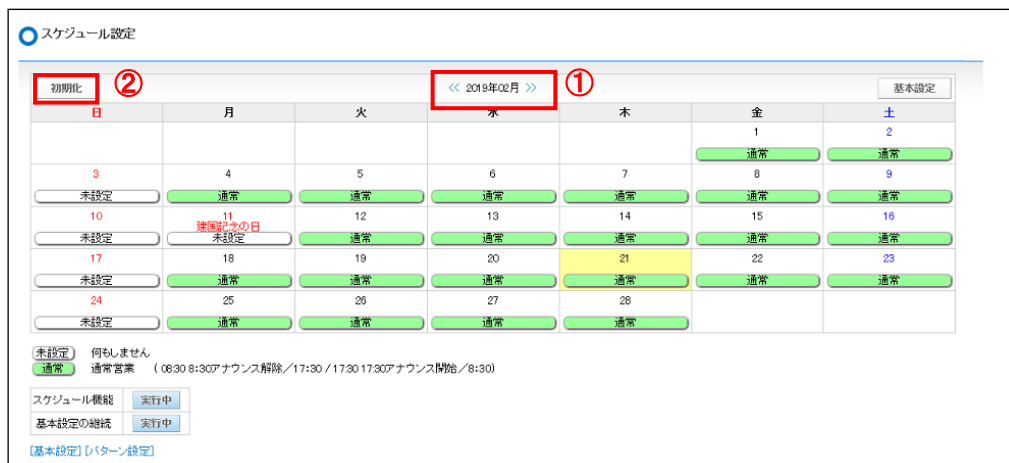 スケジュール設定
初期化 ② << 2019年02月 >> ① 基本設定
日 月 火 水 木 金 土
1 2
通常 通常
3 4 5 6 7 8 9
未設定 通常 通常 通常 通常 通常 通常
10 11 12 13 14 15 16
建国記念の日
未設定 未設定 通常 通常 通常 通常 通常
17 18 19 20 21 22 23
未設定 通常 通常 通常 通常 通常 通常
24 25 26 27 28
未設定 通常 通常 通常 通常
未設定 何もしません
通常 通常営業 ( 08:30 8:30アナウンス解除／17:30 / 17:30 17:30アナウンス開始／8:30)
スケジュール機能 実行中
基本設定の継続 実行中
[基本設定] [パターン設定]